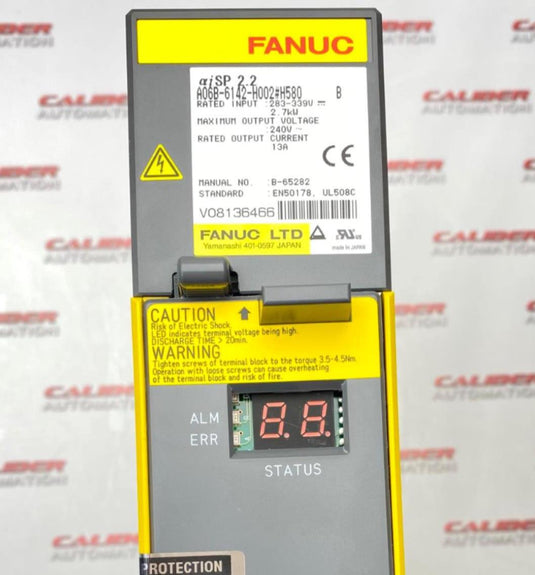 FANUC
αiSP 2.2
A06B-6142-H002#H580 B
RATED INPUT :283-339V ⎓
2.7kW
MAXIMUM OUTPUT VOLTAGE
:240V ~
RATED OUTPUT CURRENT
13A
CE
MANUAL NO. :B-65282
STANDARD :EN50178, UL508C
V08136466
FANUC LTD
Yamanashi 401-0597 JAPAN
made in JAPAN
CAUTION
Risk of Electric Shock.
LED indicates terminal voltage being high.
DISCHARGE TIME > 20min.
WARNING
Tighten screws of terminal block to the torque 3.5-4.5Nm.
Operation with loose screws can cause overheating
of the terminal block and risk of fire.
ALM
ERR
8.8.
STATUS
PROTECTION
CALIBER
AUTOMATION